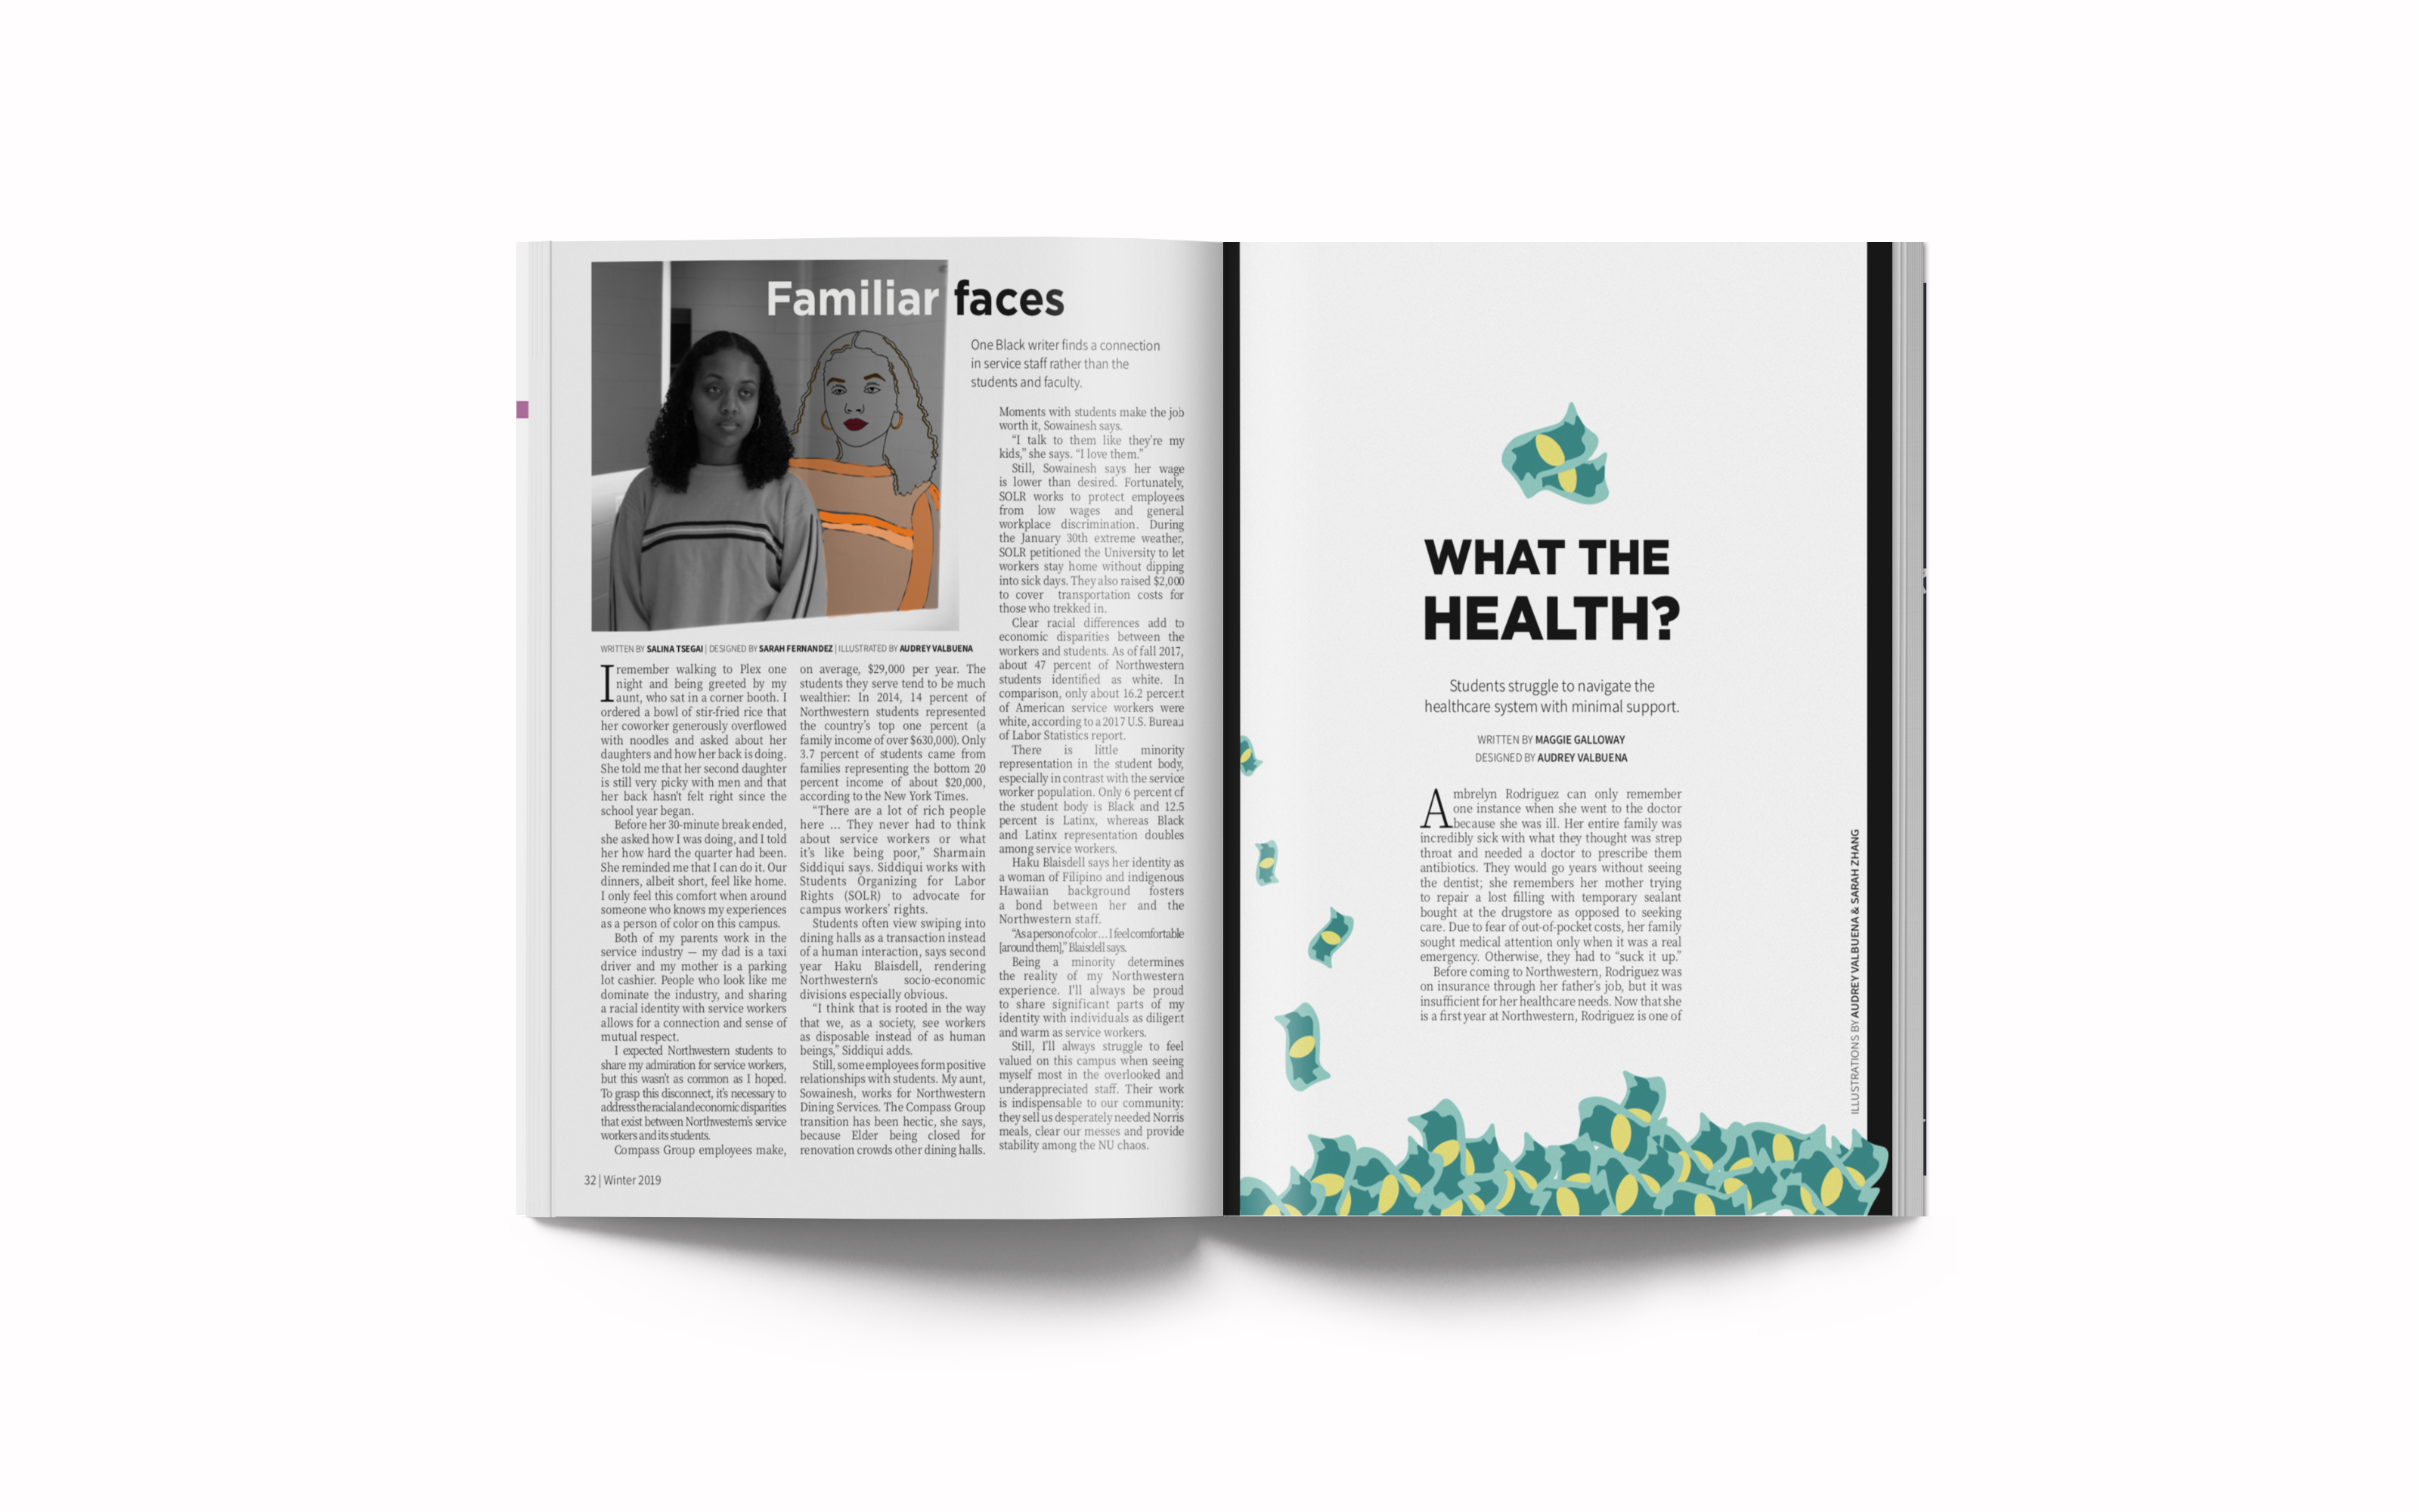 Familiar faces
One Black writer finds a connection
in service staff rather than the
students and faculty.
WRITTEN BY SALINA TSEGAI | DESIGNED BY SARAH FERNANDEZ | ILLUSTRATED BY AUDREY VALBUENA
I remember walking to Plex one
night and being greeted by my
aunt, who sat in a corner booth. I
ordered a bowl of stir-fried rice that
her coworker generously overflowed
with noodles and asked about her
daughters and how her back is doing.
She told me that her second daughter
is still very picky with men and that
her back hasn't felt right since the
school year began.
Before her 30-minute break ended,
she asked how I was doing, and I told
her how hard the quarter had been.
She reminded me that I can do it. Our
dinners, albeit short, feel like home.
I only feel this comfort when around
someone who knows my experiences
as a person of color on this campus.
Both of my parents work in the
service industry — my dad is a taxi
driver and my mother is a parking
lot cashier. People who look like me
dominate the industry, and sharing
a racial identity with service workers
allows for a connection and sense of
mutual respect.
I expected Northwestern students to
share my admiration for service workers,
but this wasn't as common as I hoped.
To grasp this disconnect, it's necessary to
address the racial and economic disparities
that exist between Northwestern's service
workers and its students.
Compass Group employees make,
on average, $29,000 per year. The
students they serve tend to be much
wealthier: In 2014, 14 percent of
Northwestern students represented
the country's top one percent (a
family income of over $630,000). Only
3.7 percent of students came from
families representing the bottom 20
percent income of about $20,000,
according to the New York Times.
“There are a lot of rich people
here ... They never had to think
about service workers or what
it's like being poor,” Sharmain
Siddiqui says. Siddiqui works with
Students Organizing for Labor
Rights (SOLR) to advocate for
campus workers' rights.
Students often view swiping into
dining halls as a transaction instead
of a human interaction, says second
year Haku Blaisdell, rendering
Northwestern's socio-economic
divisions especially obvious.
“I think that is rooted in the way
that we, as a society, see workers
as disposable instead of as human
beings,” Siddiqui adds.
Still, some employees form positive
relationships with students. My aunt,
Sowainesh, works for Northwestern
Dining Services. The Compass Group
transition has been hectic, she says,
because Elder being closed for
renovation crowds other dining halls.
Moments with students make the job
worth it, Sowainesh says.
“I talk to them like they're my
kids,” she says. “I love them.”
Still, Sowainesh says her wage
is lower than desired. Fortunately,
SOLR works to protect employees
from low wages and general
workplace discrimination. During
the January 30th extreme weather,
SOLR petitioned the University to let
workers stay home without dipping
into sick days. They also raised $2,000
to cover transportation costs for
those who trekked in.
Clear racial differences add to
economic disparities between the
workers and students. As of fall 2017,
about 47 percent of Northwestern
students identified as white. In
comparison, only about 16.2 percent
of American service workers were
white, according to a 2017 U.S. Bureau
of Labor Statistics report.
There is little minority
representation in the student body,
especially in contrast with the service
worker population. Only 6 percent of
the student body is Black and 12.5
percent is Latinx, whereas Black
and Latinx representation doubles
among service workers.
Haku Blaisdell says her identity as
a woman of Filipino and indigenous
Hawaiian background fosters
a bond between her and the
Northwestern staff.
“As a person of color ... I feel comfortable
[around them],” Blaisdell says.
Being a minority determines
the reality of my Northwestern
experience. I'll always be proud
to share significant parts of my
identity with individuals as diligent
and warm as service workers.
Still, I'll always struggle to feel
valued on this campus when seeing
myself most in the overlooked and
underappreciated staff. Their work
is indispensable to our community:
they sell us desperately needed Norris
meals, clear our messes and provide
stability among the NU chaos.
32 | Winter 2019
WHAT THE
HEALTH?
Students struggle to navigate the
healthcare system with minimal support.
WRITTEN BY MAGGIE GALLOWAY
DESIGNED BY AUDREY VALBUENA
Ambrelyn Rodriguez can only remember
one instance when she went to the doctor
because she was ill. Her entire family was
incredibly sick with what they thought was strep
throat and needed a doctor to prescribe them
antibiotics. They would go years without seeing
the dentist; she remembers her mother trying
to repair a lost filling with temporary sealant
bought at the drugstore as opposed to seeking
care. Due to fear of out-of-pocket costs, her family
sought medical attention only when it was a real
emergency. Otherwise, they had to “suck it up.”
Before coming to Northwestern, Rodriguez was
on insurance through her father's job, but it was
insufficient for her healthcare needs. Now that she
is a first year at Northwestern, Rodriguez is one of
ILLUSTRATIONS BY AUDREY VALBUENA & SARAH ZHANG